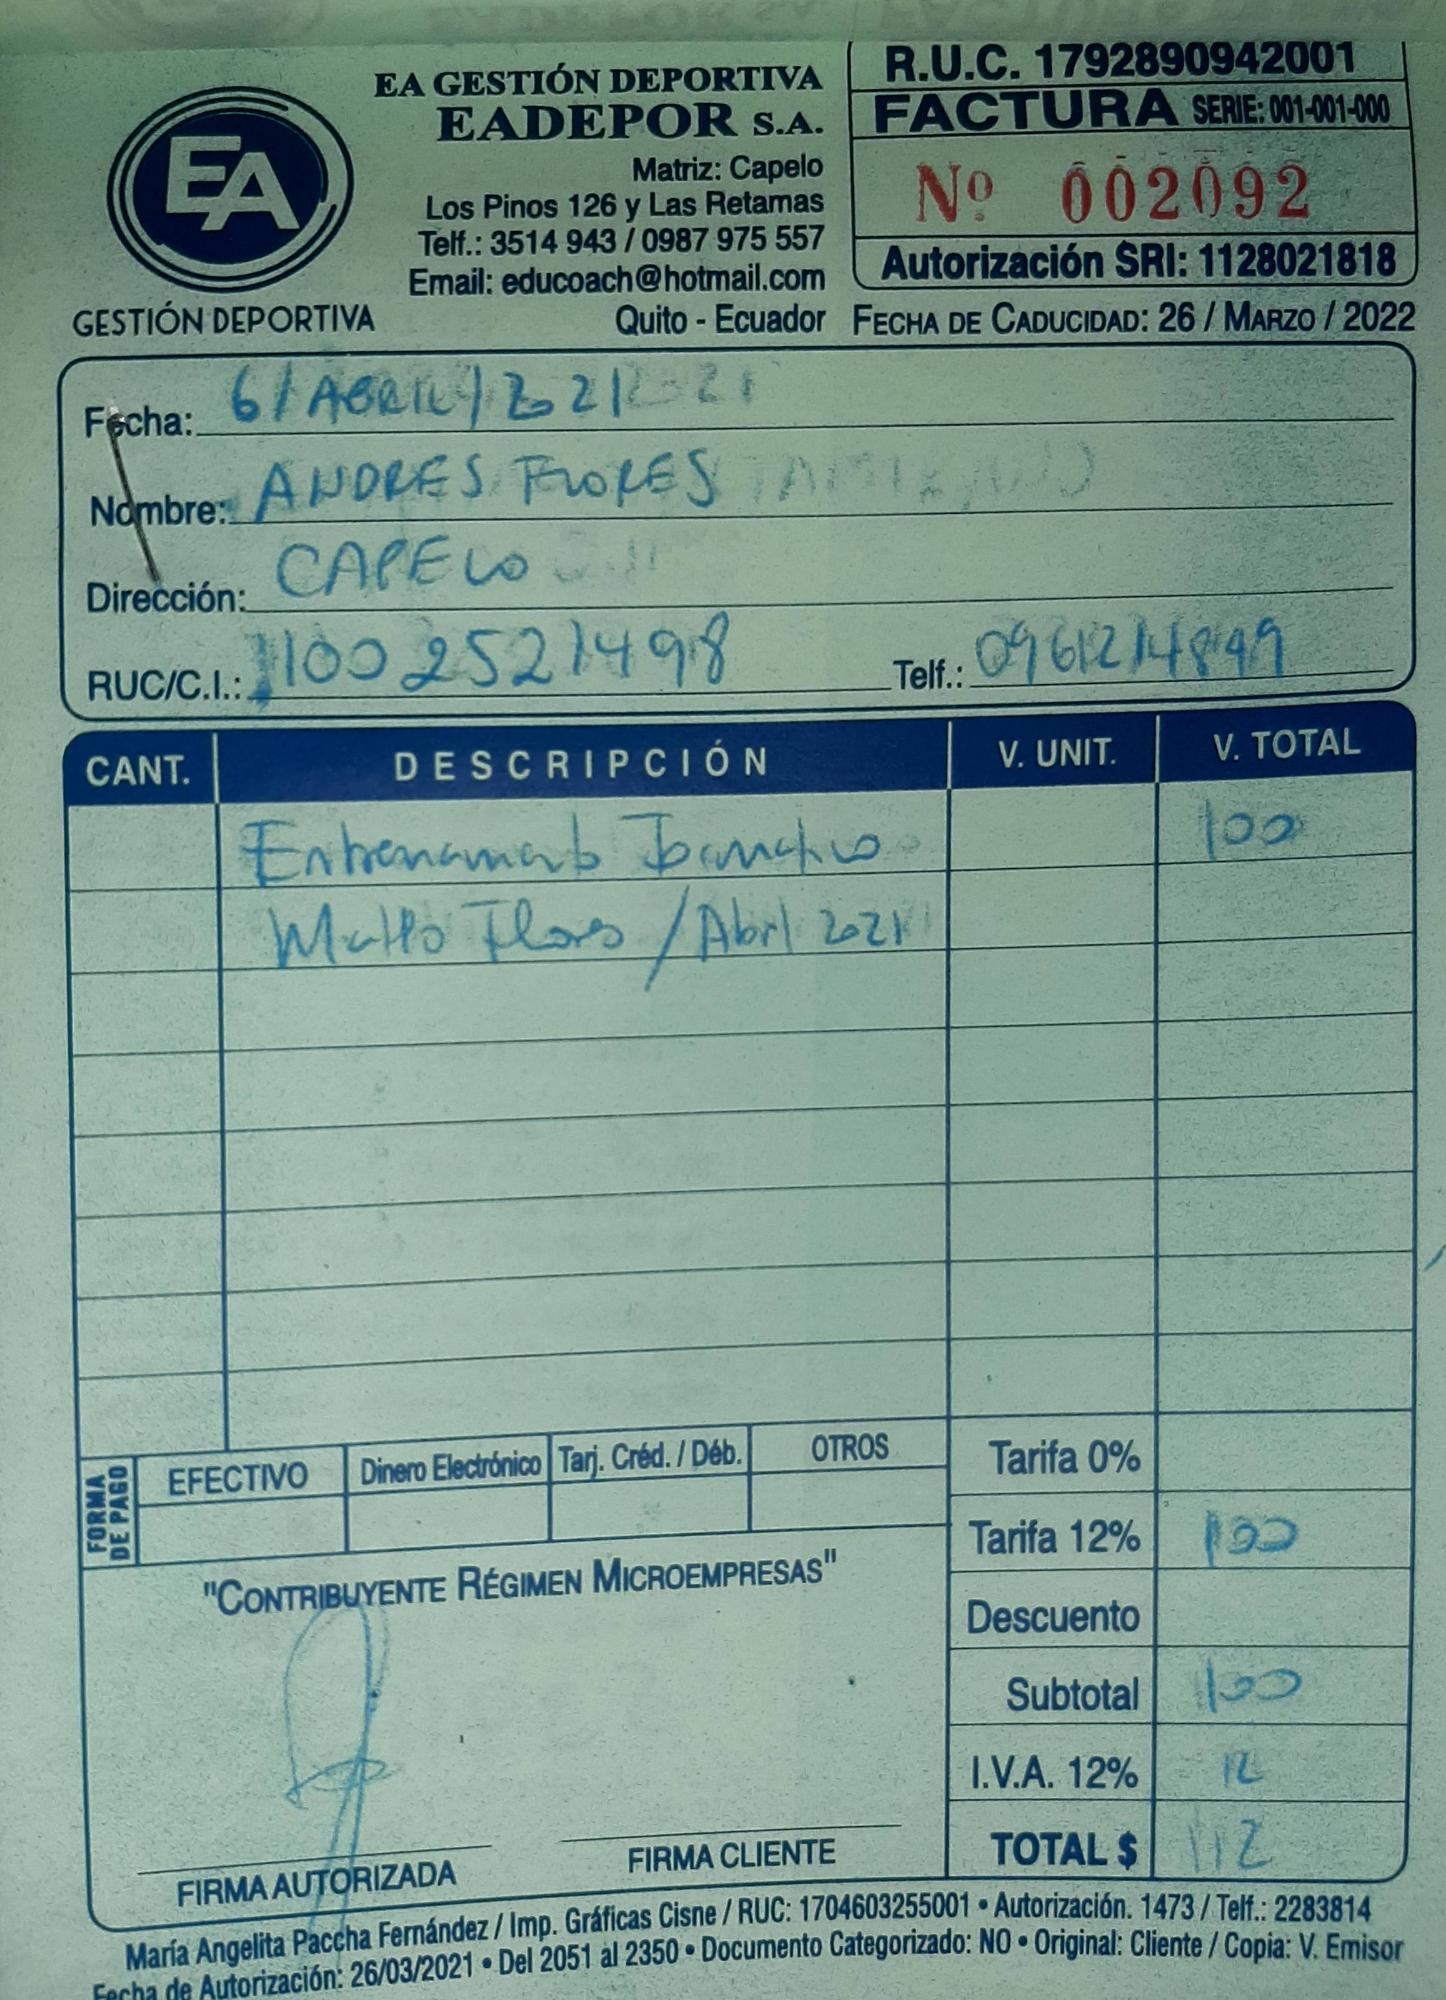 EA GESTIÓN DEPORTIVA
EADEPOR S.A.
Matriz: Capelo
Los Pinos 126 y Las Retamas
Telf.: 3514 943 / 0987 975 557
Email: educoach@hotmail.com
Quito - Ecuador
EA
GESTIÓN DEPORTIVA
R.U.C. 1792890942001
FACTURA SERIE: 001-001-000
Nº 002092
Autorización SRI: 1128021818
FECHA DE CADUCIDAD: 26 / MARZO / 2022
Fecha: 6/ABRIL/2021
Nombre: ANDRES FLORES
Dirección: CAPELO
RUC/C.I.: 1002521498 Telf.: 0961214849
CANT. DESCRIPCIÓN V. UNIT. V. TOTAL
100
Matteo Flores / Abril 2021
FORMA DE PAGO
EFECTIVO Dinero Electrónico Tarj. Créd. / Déb. OTROS
Tarifa 0%
Tarifa 12% 100
Descuento
Subtotal 100
I.V.A. 12% 12
TOTAL $ 112
"CONTRIBUYENTE RÉGIMEN MICROEMPRESAS"
FIRMA AUTORIZADA FIRMA CLIENTE
María Angelita Paccha Fernández / Imp. Gráficas Cisne / RUC: 1704603255001 • Autorización. 1473 / Telf.: 2283814
Fecha de Autorización: 26/03/2021 • Del 2051 al 2350 • Documento Categorizado: NO • Original: Cliente / Copia: V. Emisor